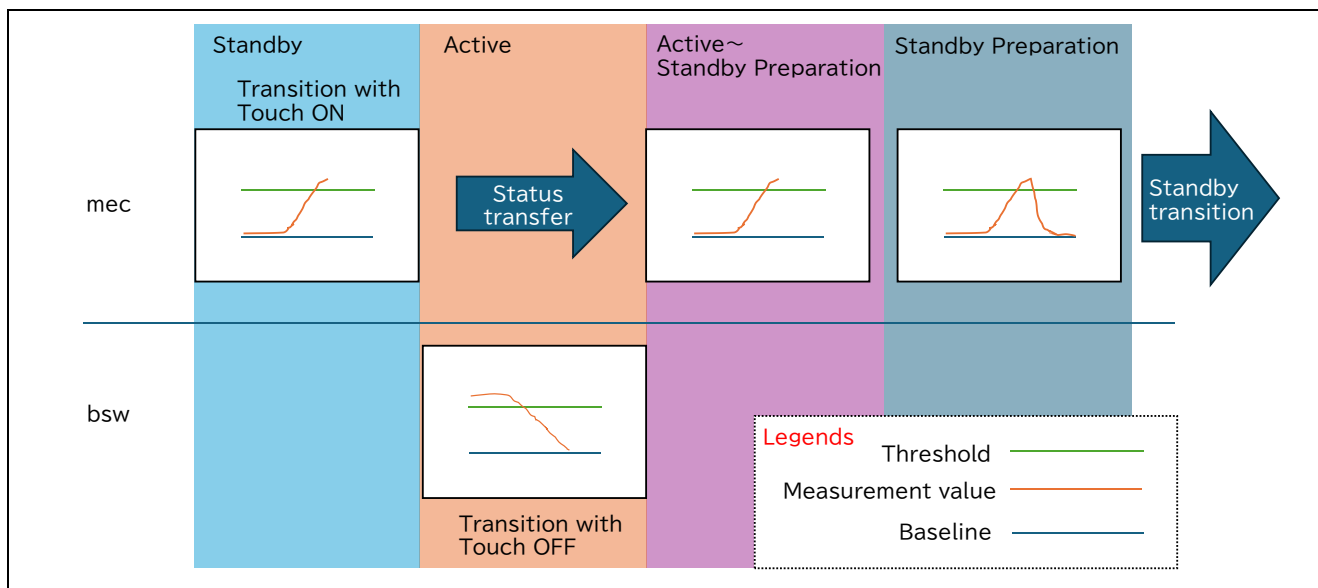 Standby
Active
Active～
Standby Preparation
Standby Preparation
Transition with
Touch ON
mec
Status
transfer
Standby
transition
bsw
Transition with
Touch OFF
Legends
Threshold
Measurement value
Baseline